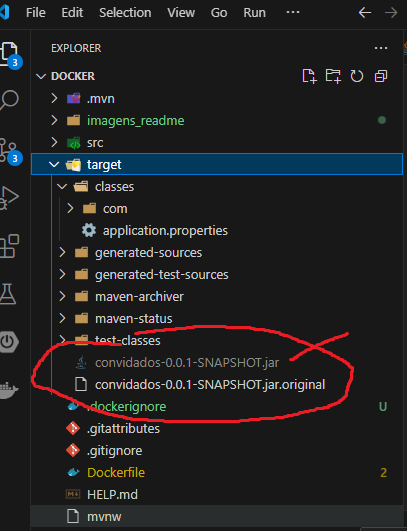 File Edit Selection View Go Run ...
EXPLORER ...
DOCKER
.mvn
imagens_readme
src
target
classes
com
application.properties
generated-sources
generated-test-sources
maven-archiver
maven-status
test-classes
convidados-0.0.1-SNAPSHOT.jar
convidados-0.0.1-SNAPSHOT.jar.original
.dockerignore U
.gitattributes
.gitignore
Dockerfile 2
HELP.md
mvnw
3
3